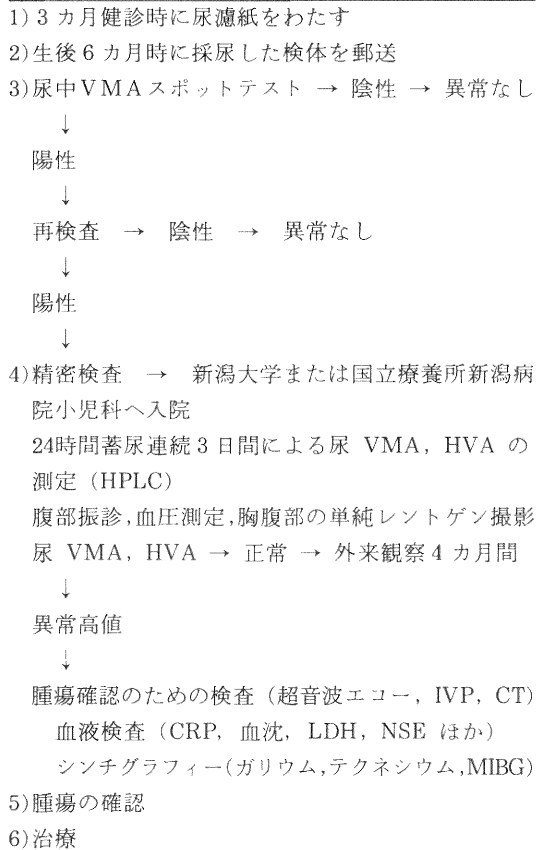 1) 3 カ月健診時に尿濾紙をわたす
2)生後 6 カ月時に採尿した検体を郵送
3)尿中VMAスポットテスト → 陰性 → 異常なし
↓
陽性
↓
再検査 → 陰性 → 異常なし
↓
陽性
↓
4)精密検査 → 新潟大学または国立療養所新潟病
院小児科へ入院
24時間蓄尿連続 3 日間による尿 VMA, HVA の
測定 (HPLC)
腹部振診,血圧測定,胸腹部の単純レントゲン撮影
尿 VMA, HVA → 正常 → 外来観察 4 カ月間
↓
異常高値
↓
腫瘍確認のための検査 (超音波エコー, IVP, CT)
血液検査 (CRP, 血沈, LDH, NSE ほか)
シンチグラフィー(ガリウム,テクネシウム,MIBG)
5)腫瘍の確認
6)治療